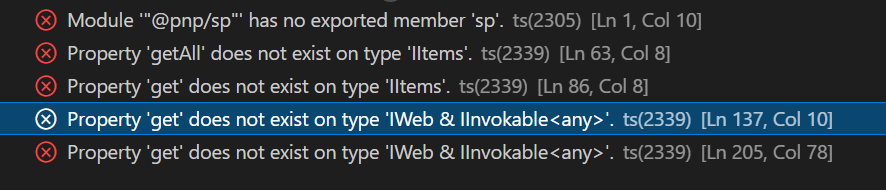 Module '"@pnp/sp"' has no exported member 'sp'. ts(2305) [Ln 1, Col 10]
Property 'getAll' does not exist on type 'IItems'. ts(2339) [Ln 63, Col 8]
Property 'get' does not exist on type 'IItems'. ts(2339) [Ln 86, Col 8]
Property 'get' does not exist on type 'IWeb & IInvokable<any>'. ts(2339) [Ln 137, Col 10]
Property 'get' does not exist on type 'IWeb & IInvokable<any>'. ts(2339) [Ln 205, Col 78]